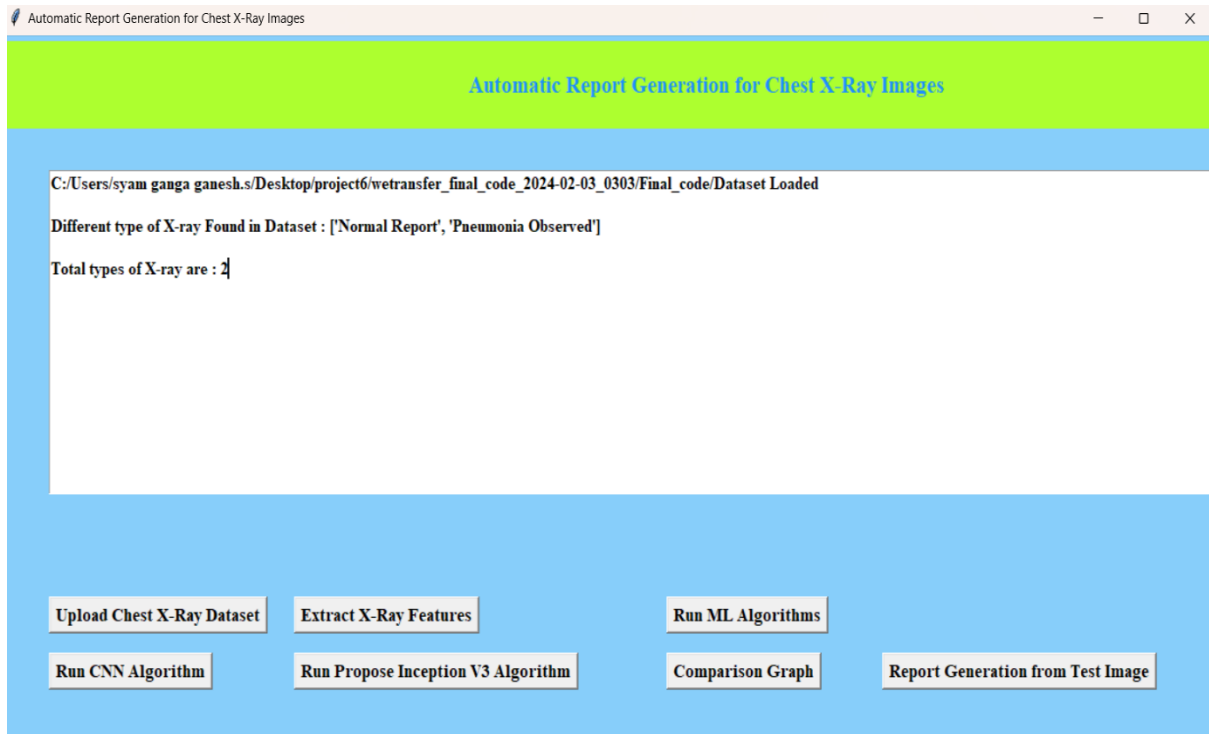 Automatic Report Generation for Chest X-Ray Images
Automatic Report Generation for Chest X-Ray Images
C:/Users/syam ganga ganesh.s/Desktop/project6/wetransfer_final_code_2024-02-03_0303/Final_code/Dataset Loaded
Different type of X-ray Found in Dataset : ['Normal Report', 'Pneumonia Observed']
Total types of X-ray are : 2
Upload Chest X-Ray Dataset
Extract X-Ray Features
Run ML Algorithms
Run CNN Algorithm
Run Propose Inception V3 Algorithm
Comparison Graph
Report Generation from Test Image